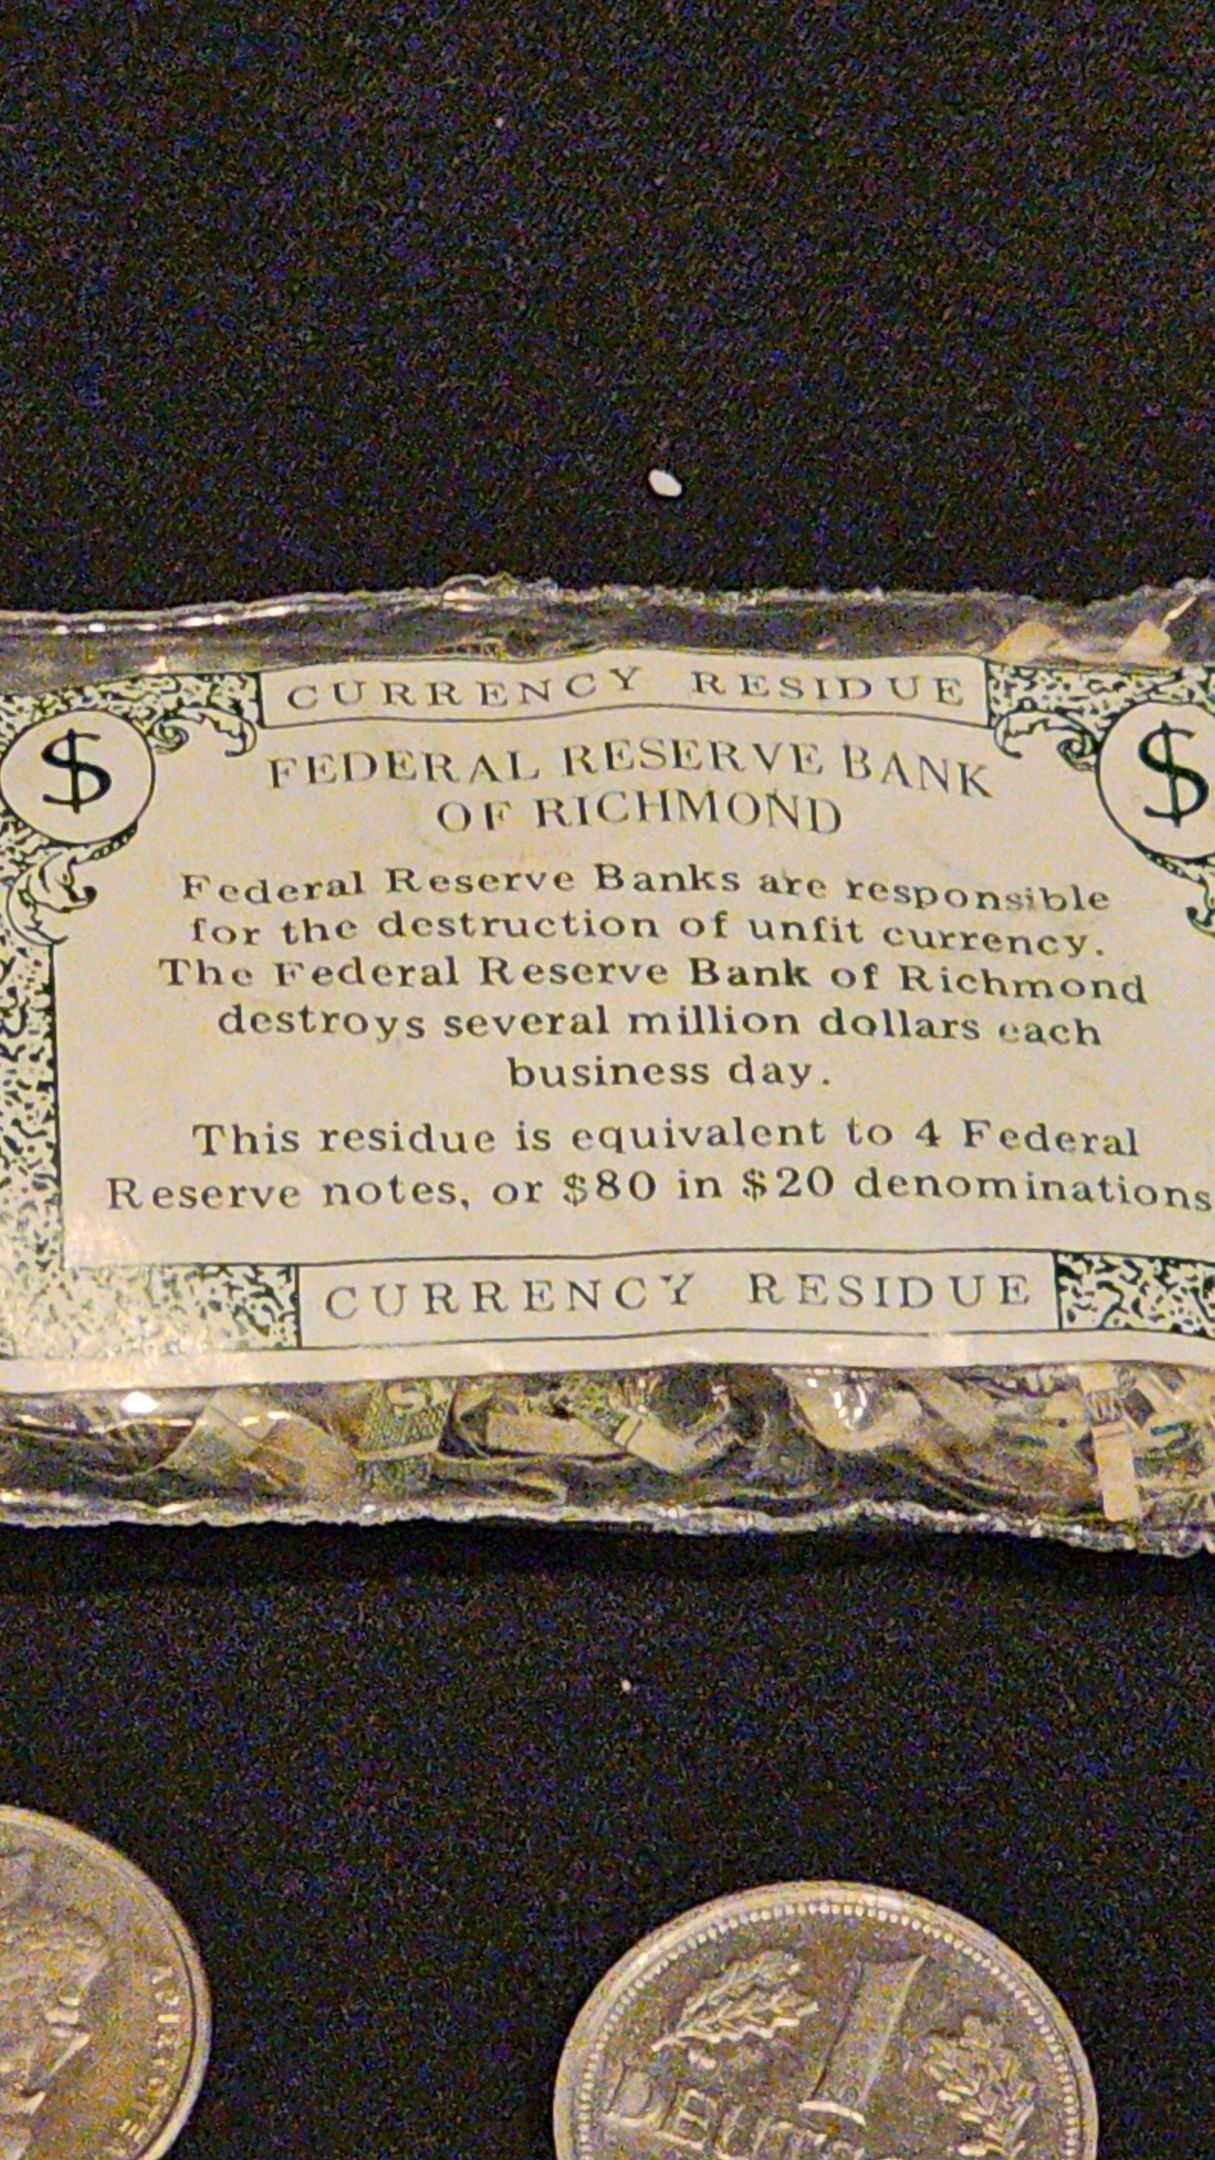 CURRENCY RESIDUE
$
$
FEDERAL RESERVE BANK
OF RICHMOND
Federal Reserve Banks are responsible
for the destruction of unfit currency.
The Federal Reserve Bank of Richmond
destroys several million dollars each
business day.
This residue is equivalent to 4 Federal
Reserve notes, or $80 in $20 denominations
CURRENCY RESIDUE
1